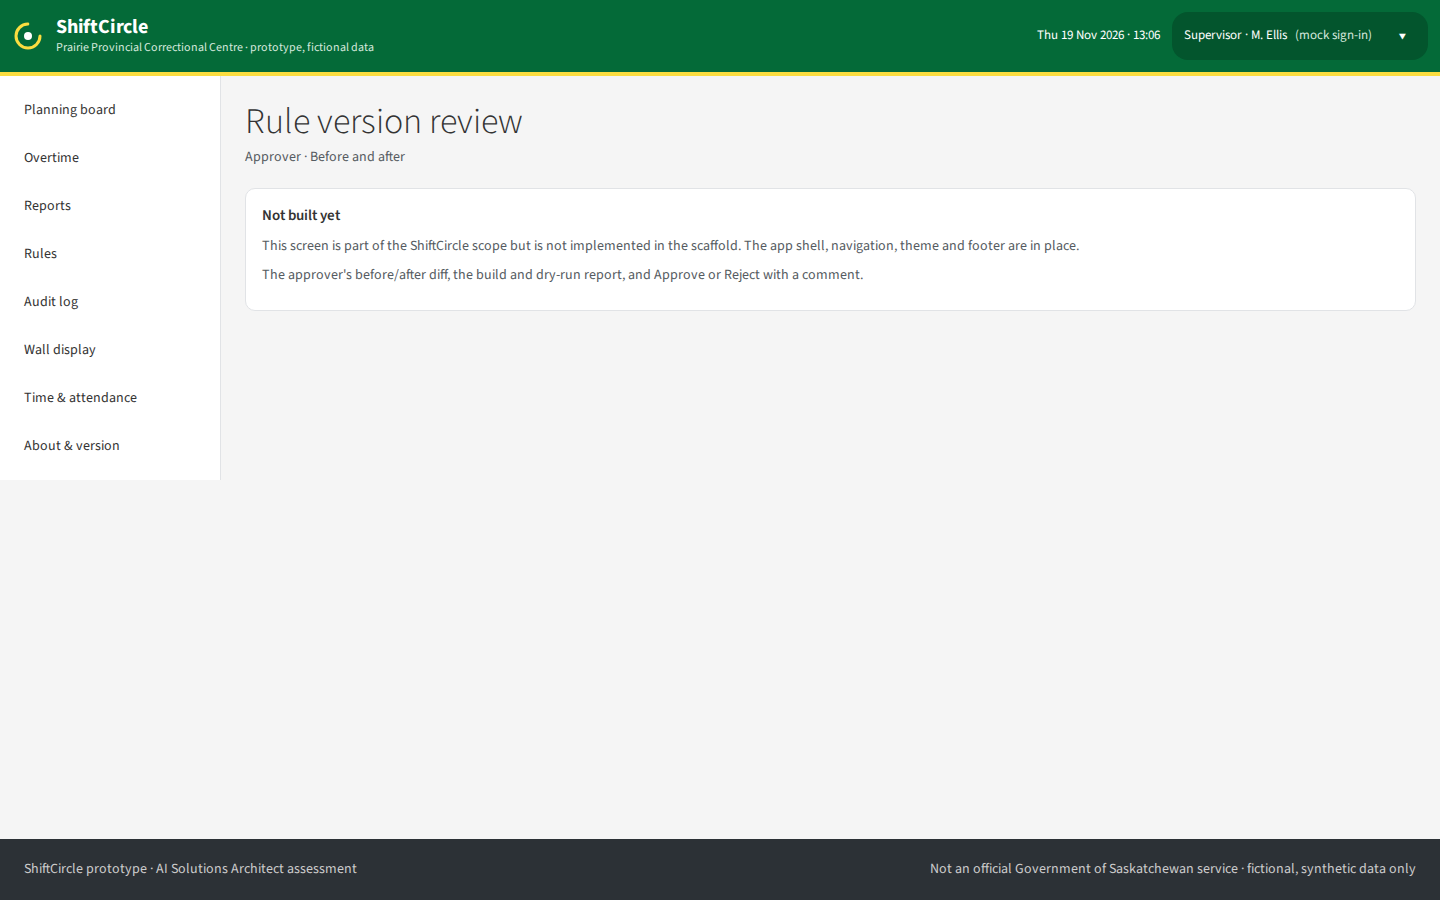 ShiftCircle
Prairie Provincial Correctional Centre · prototype, fictional data
Thu 19 Nov 2026 · 13:06
Supervisor · M. Ellis (mock sign-in) ▼
Planning board
Overtime
Reports
Rules
Audit log
Wall display
Time & attendance
About & version
Rule version review
Approver · Before and after
Not built yet
This screen is part of the ShiftCircle scope but is not implemented in the scaffold. The app shell, navigation, theme and footer are in place.
The approver's before/after diff, the build and dry-run report, and Approve or Reject with a comment.
ShiftCircle prototype · AI Solutions Architect assessment
Not an official Government of Saskatchewan service · fictional, synthetic data only